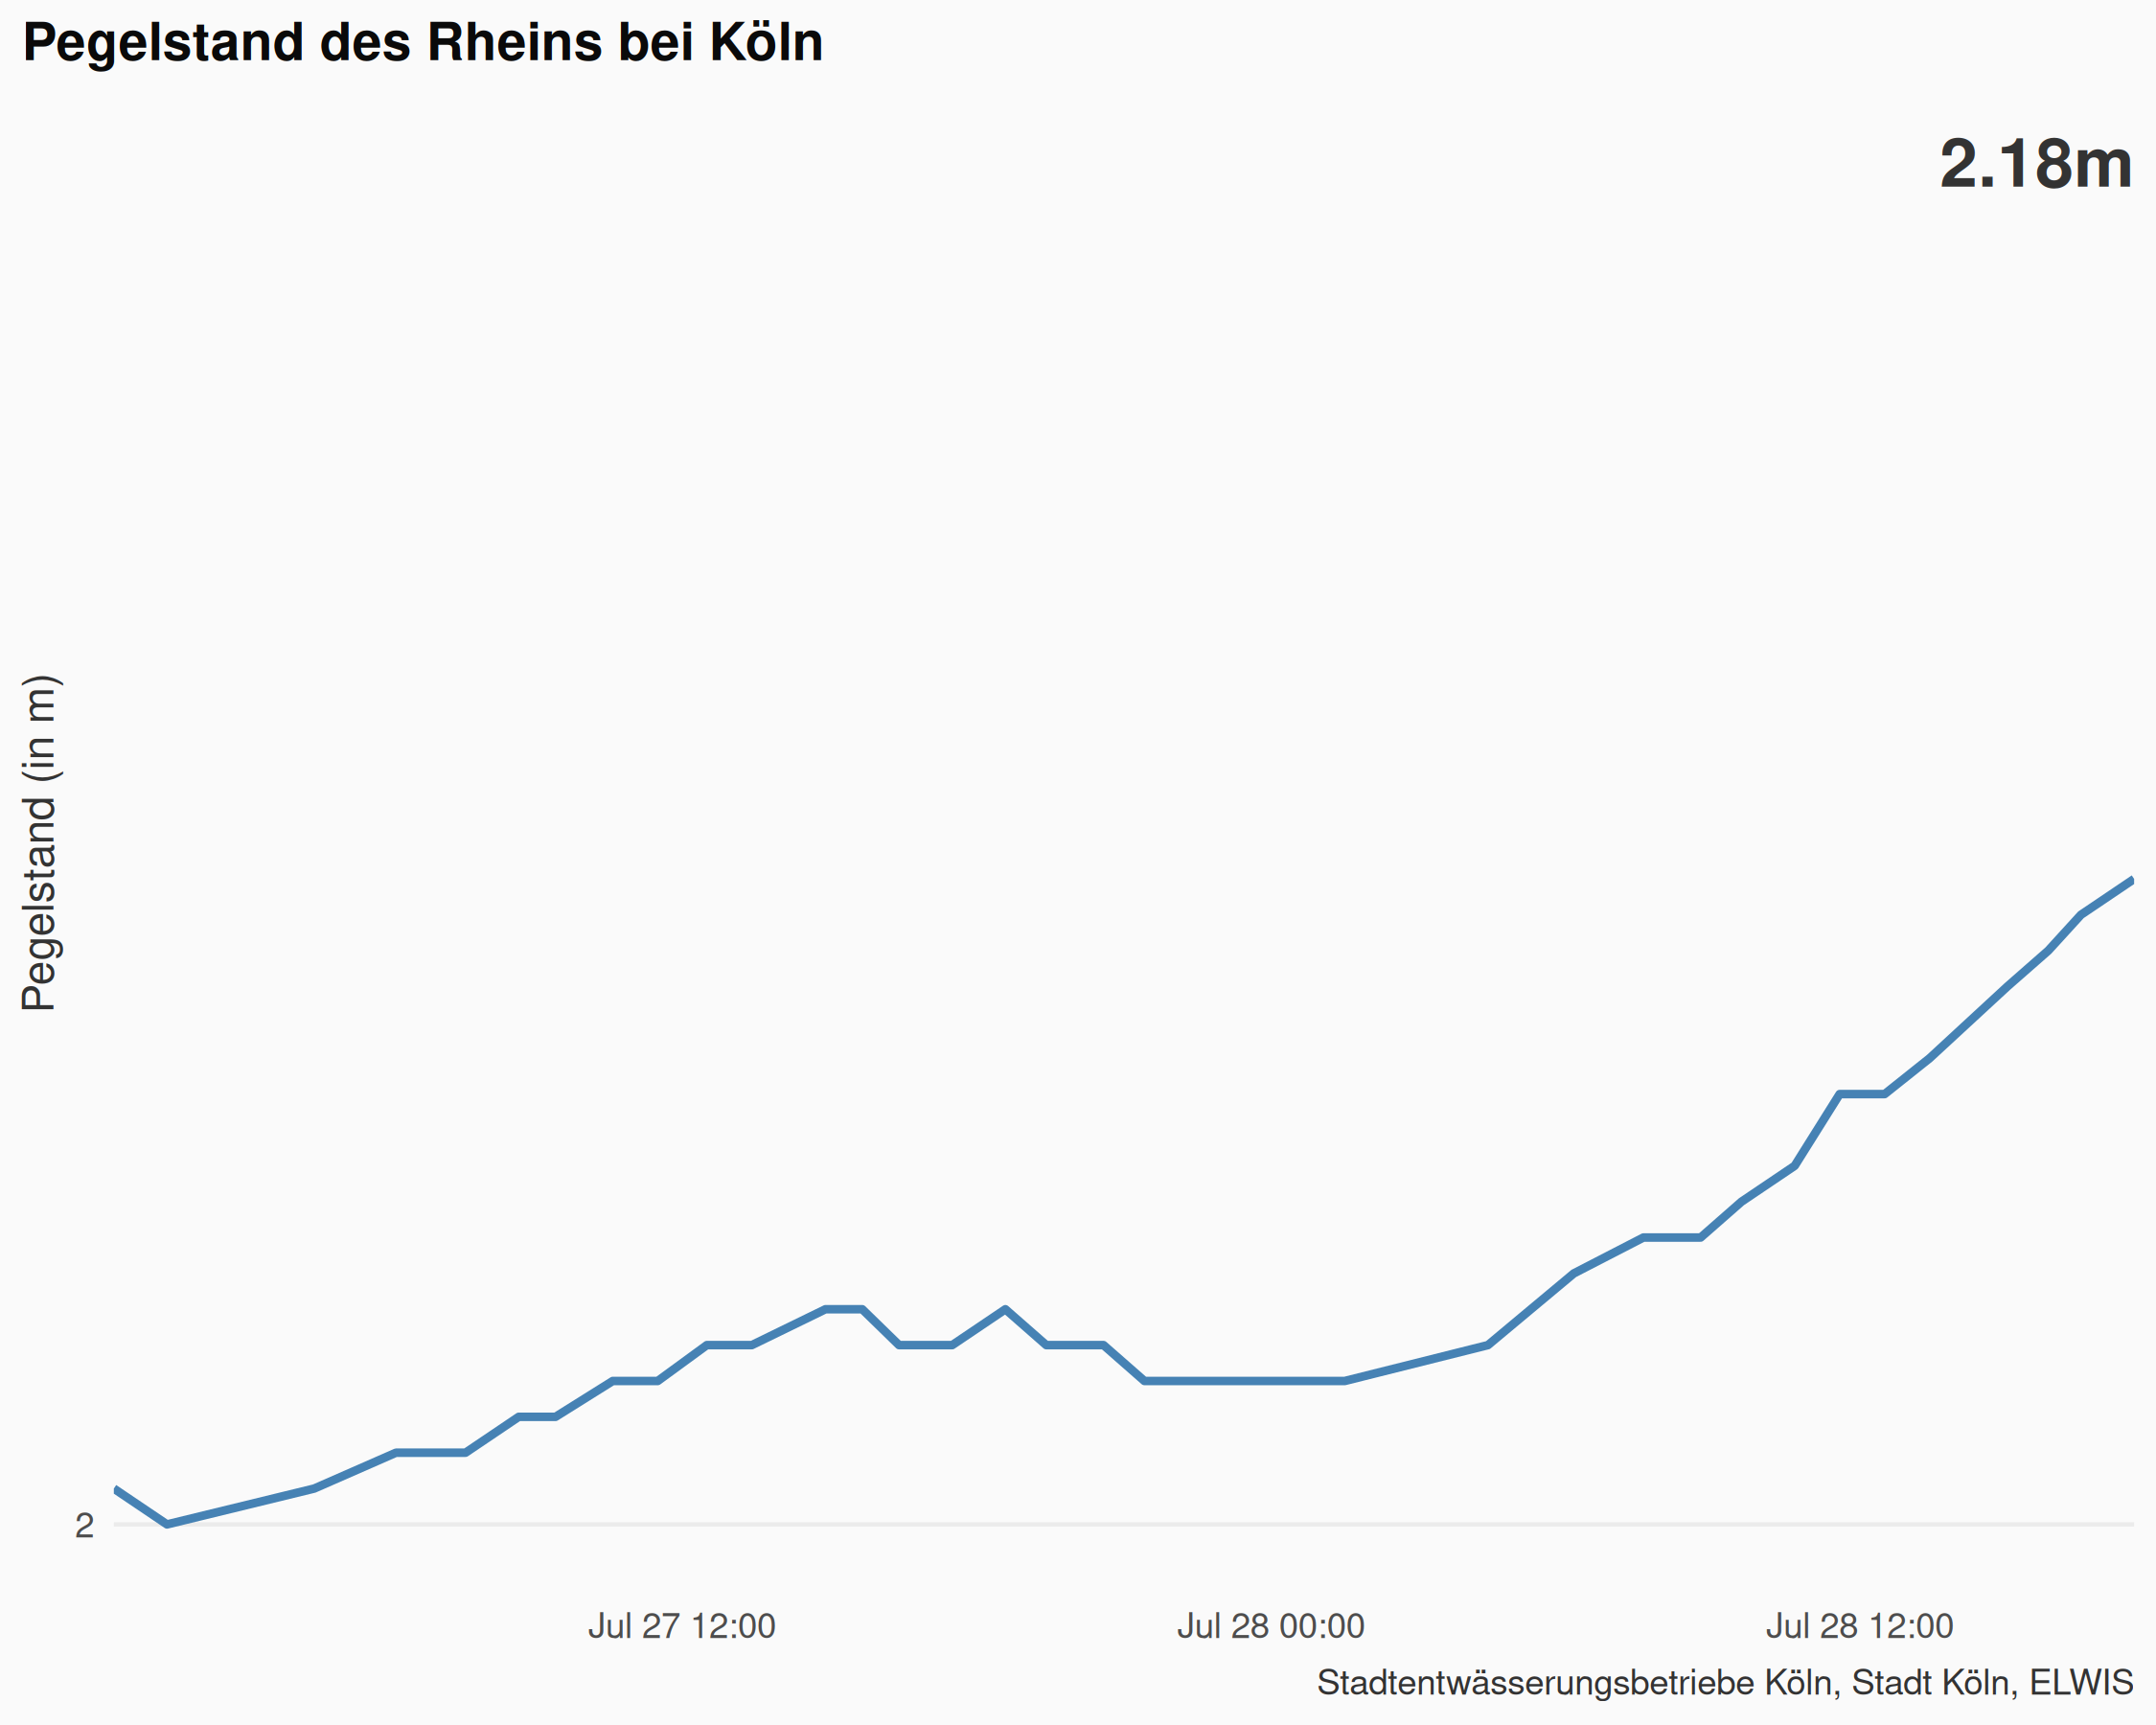 Pegelstand des Rheins bei Köln
2.18m
Pegelstand (in m)
2
Jul 27 12:00
Jul 28 00:00
Jul 28 12:00
Stadtentwässerungsbetriebe Köln, Stadt Köln, ELWIS